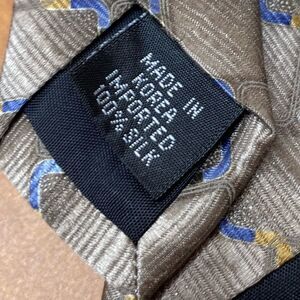 MADE IN
KOREA
IMPORTED
100% SILK